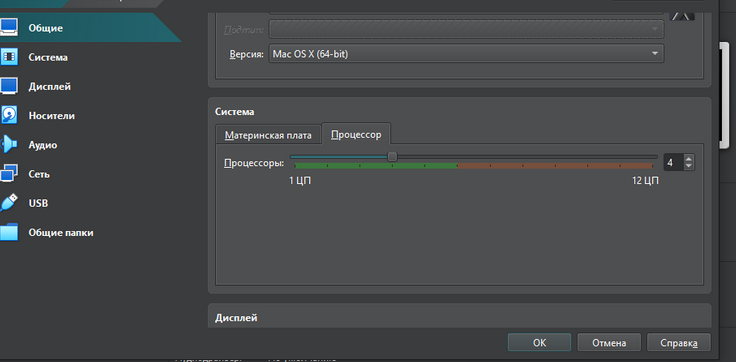 Общие
Подтип:
Версия: Mac OS X (64-bit)
Система
Дисплей
Носители
Аудио
Сеть
USB
Общие папки
Система
Материнская плата Процессор
Процессоры: 4
1 ЦП 12 ЦП
Дисплей
ОК Отмена Справка